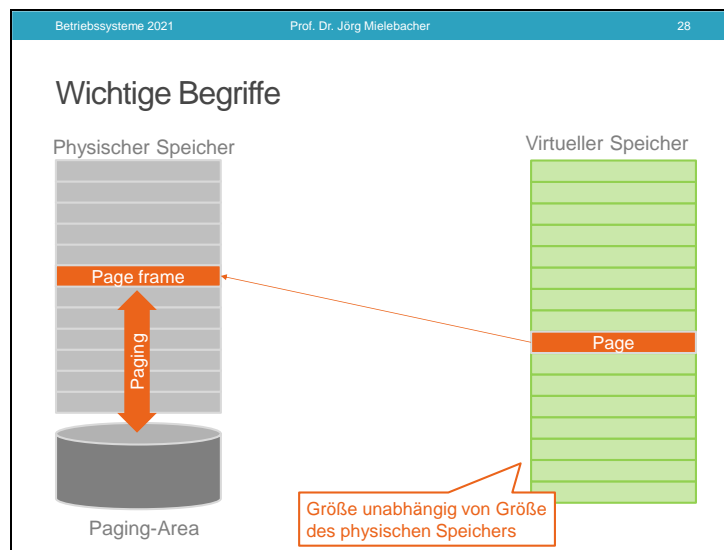 Betriebssysteme 2021 Prof. Dr. Jörg Mielebacher 28
Wichtige Begriffe
Physischer Speicher
Virtueller Speicher
Page frame
Paging
Page
Paging-Area
Größe unabhängig von Größe
des physischen Speichers